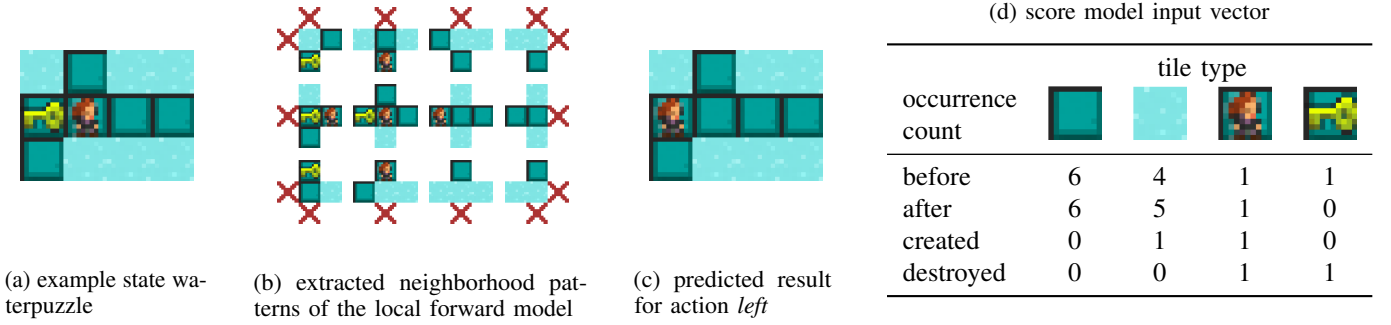 (d) score model input vector
tile type
occurrence
count
before 6 4 1 1
after 6 5 1 0
created 0 1 1 0
destroyed 0 0 1 1
(a) example state wa-
terpuzzle
(b) extracted neighborhood pat-
terns of the local forward model
(c) predicted result
for action left